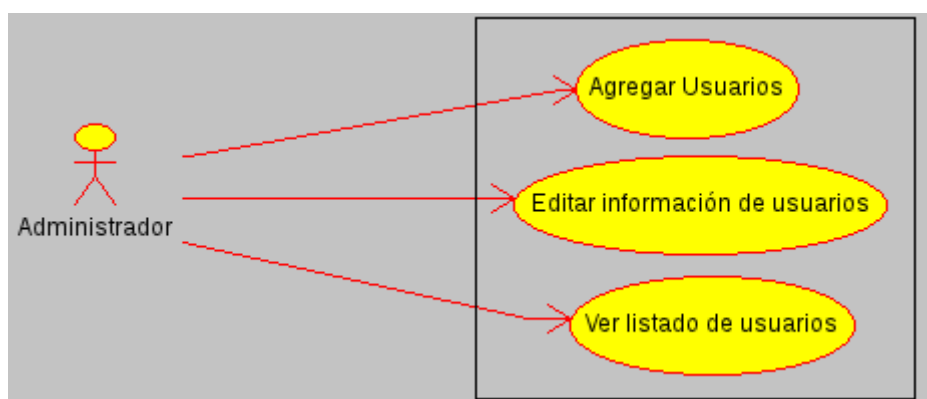 Agregar Usuarios
Administrador
Editar información de usuarios
Ver listado de usuarios